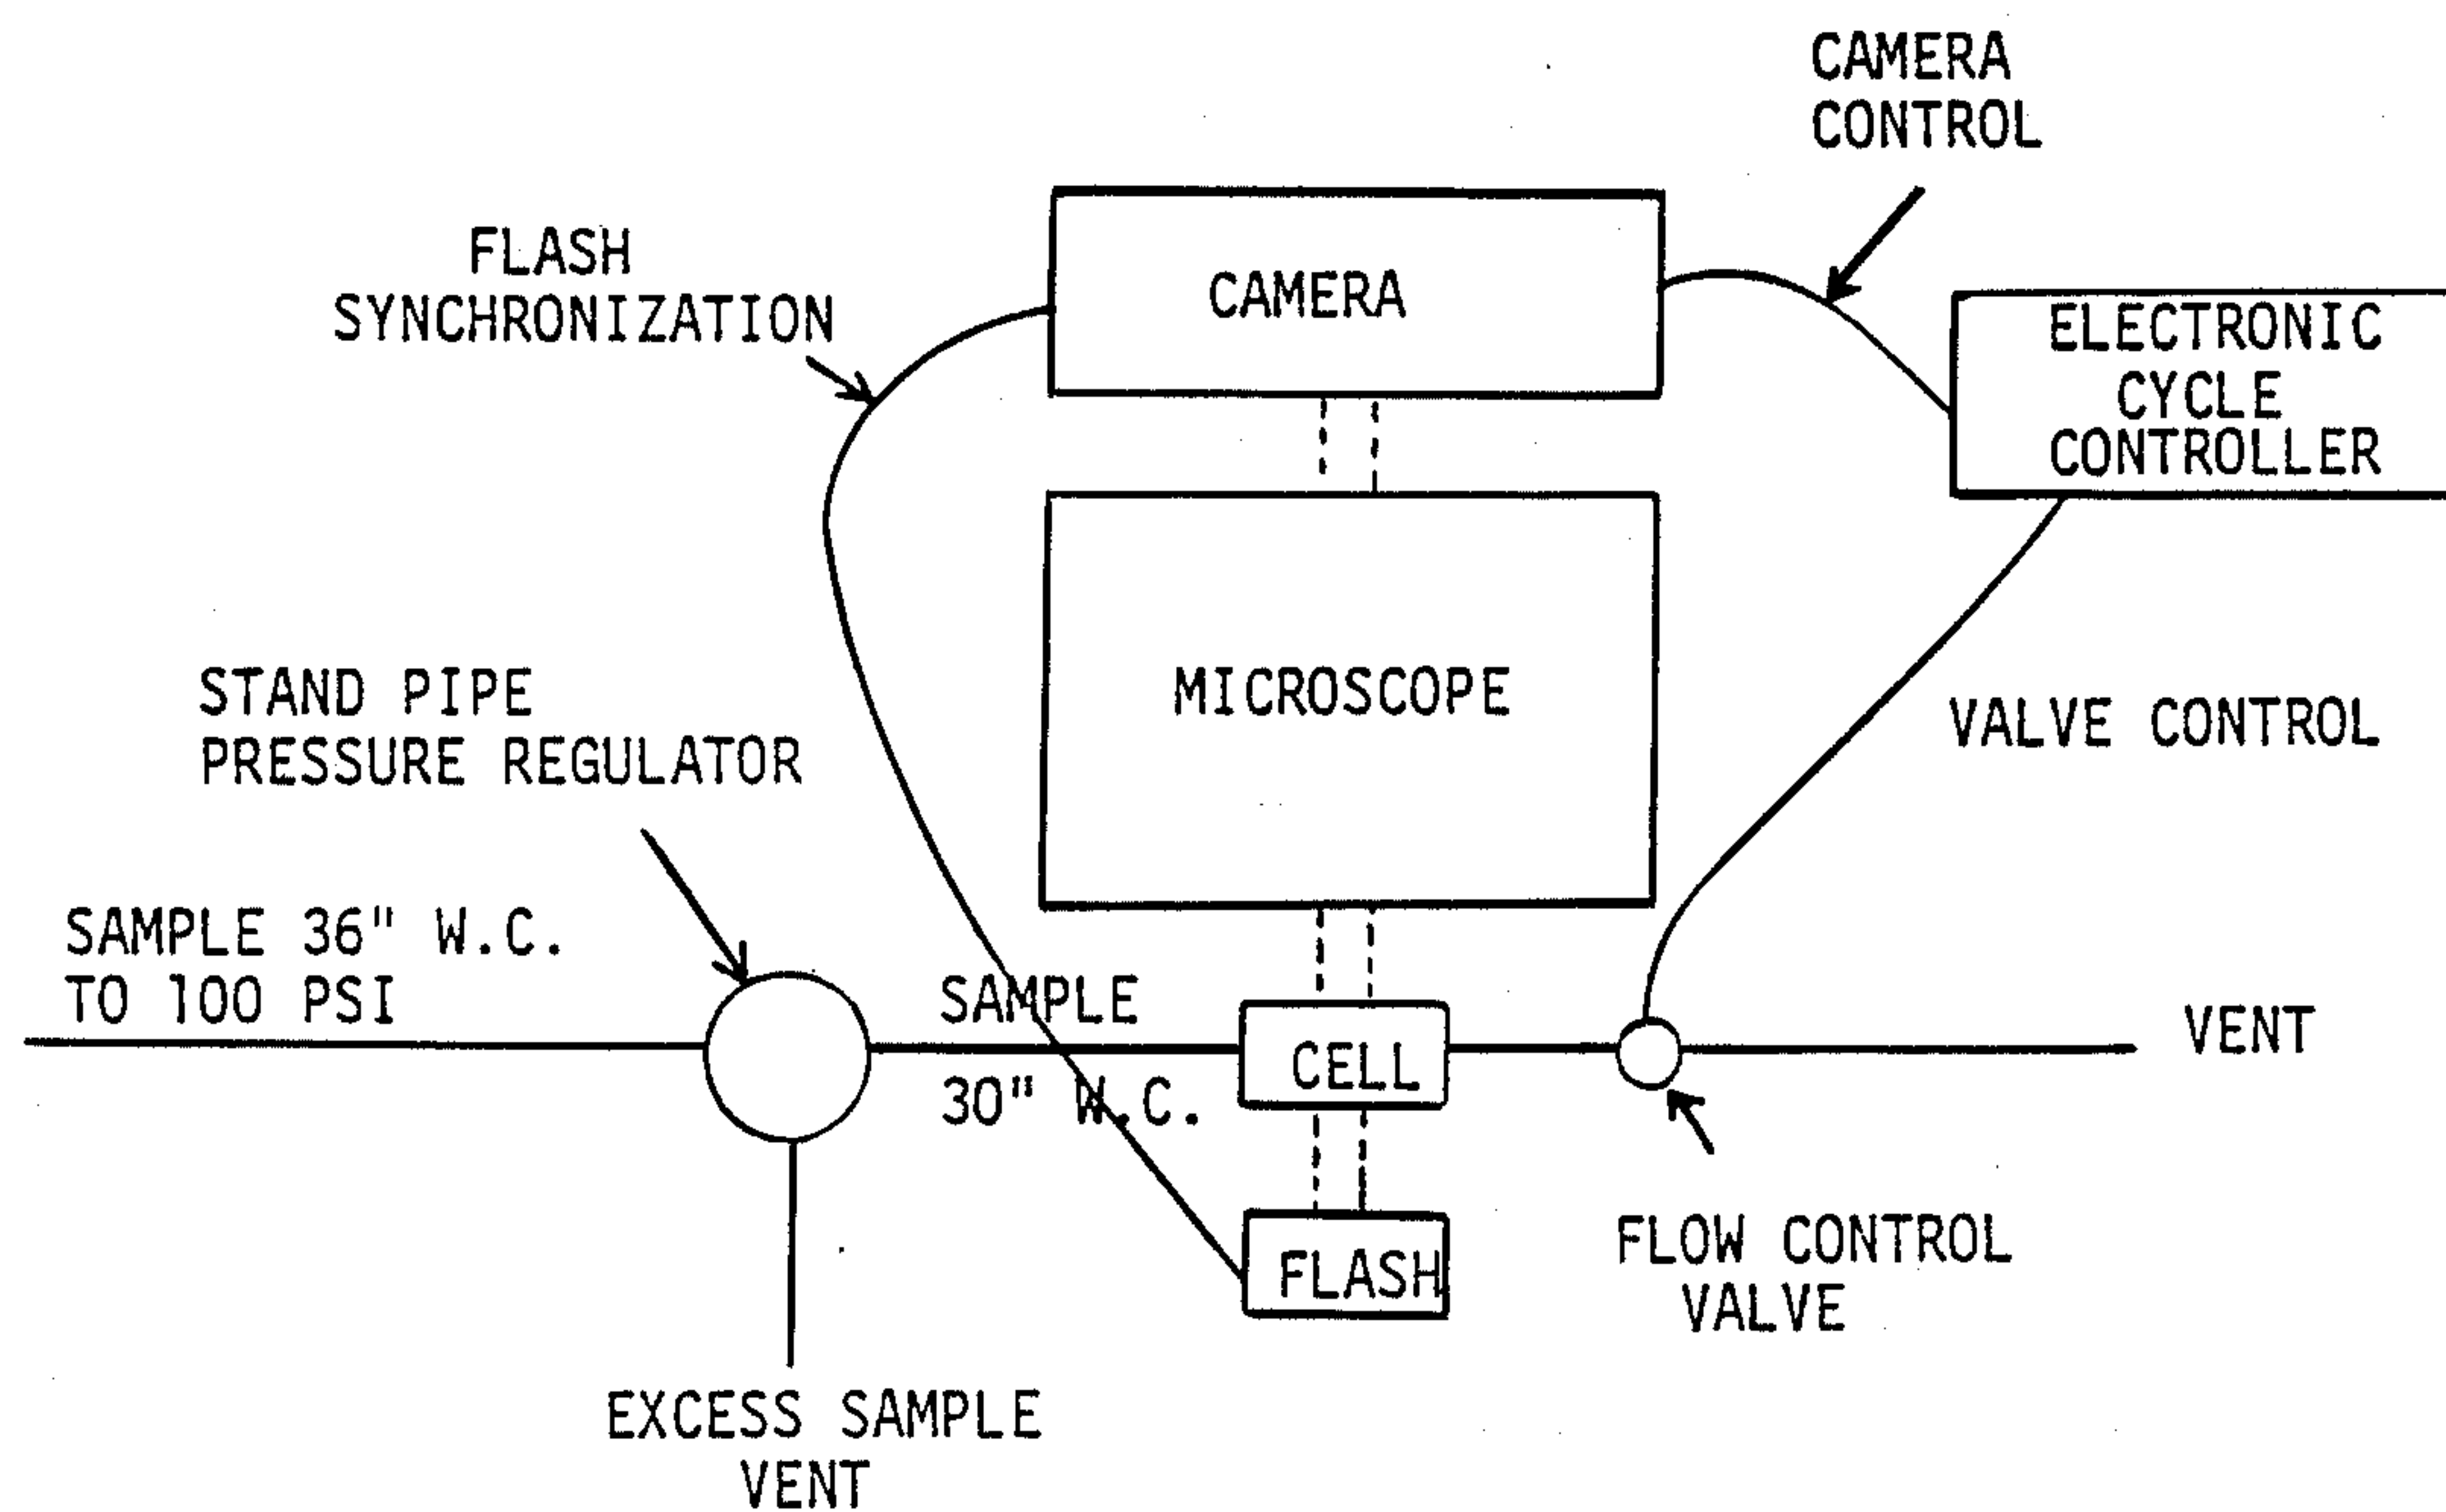 CAMERA
CONTROL
FLASH
SYNCHRONIZATION
CAMERA
ELECTRONIC
CYCLE
CONTROLLER
STAND PIPE
PRESSURE REGULATOR
MICROSCOPE
VALVE CONTROL
SAMPLE 36" W.C.
TO 100 PSI
SAMPLE
30" W.C.
CELL
VENT
FLASH
FLOW CONTROL
VALVE
EXCESS SAMPLE
VENT